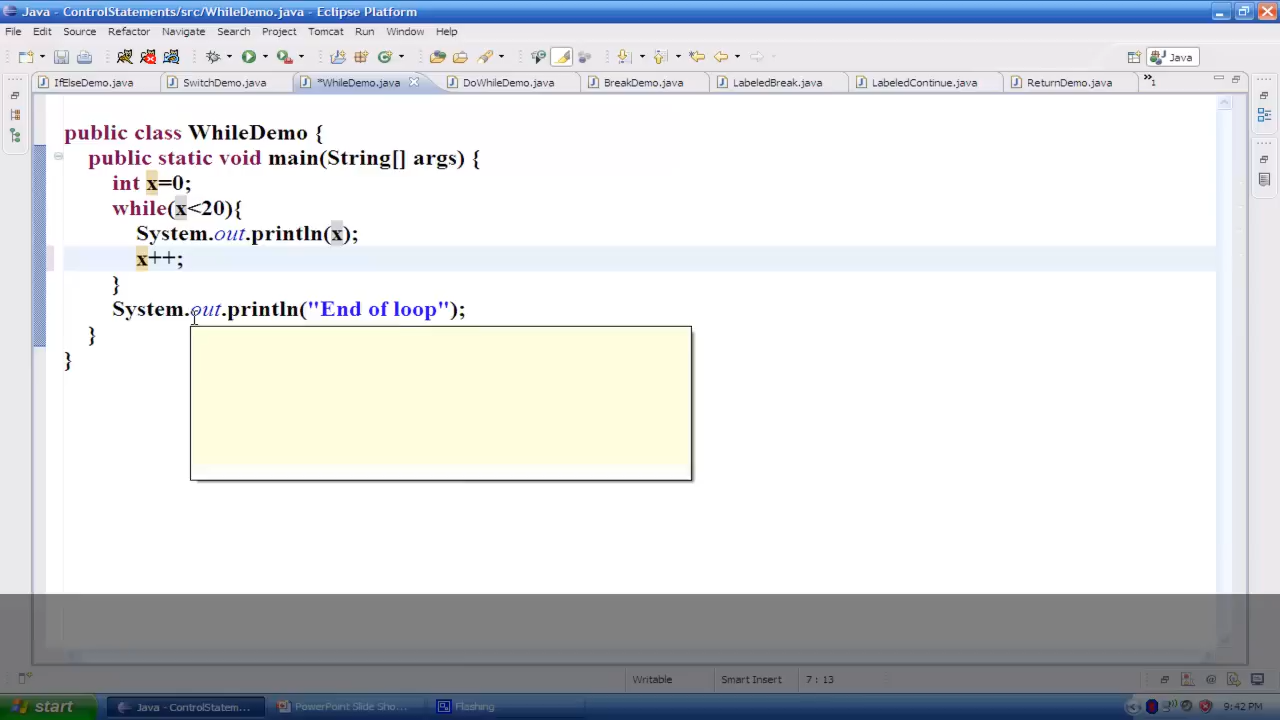 Java - ControlStatements/src/WhileDemo.java - Eclipse Platform
File Edit Source Refactor Navigate Search Project Tomcat Run Window Help
Java
IfElseDemo.java SwitchDemo.java *WhileDemo.java DoWhileDemo.java BreakDemo.java LabeledBreak.java LabeledContinue.java ReturnDemo.java »1
public class WhileDemo {
public static void main(String[] args) {
int x=0;
while(x<20){
System.out.println(x);
x++;
}
System.out.println("End of loop");
}
}
Writable Smart Insert 7 : 13
start Java - ControlStatem... PowerPoint Slide Sho... Flashing 9:42 PM